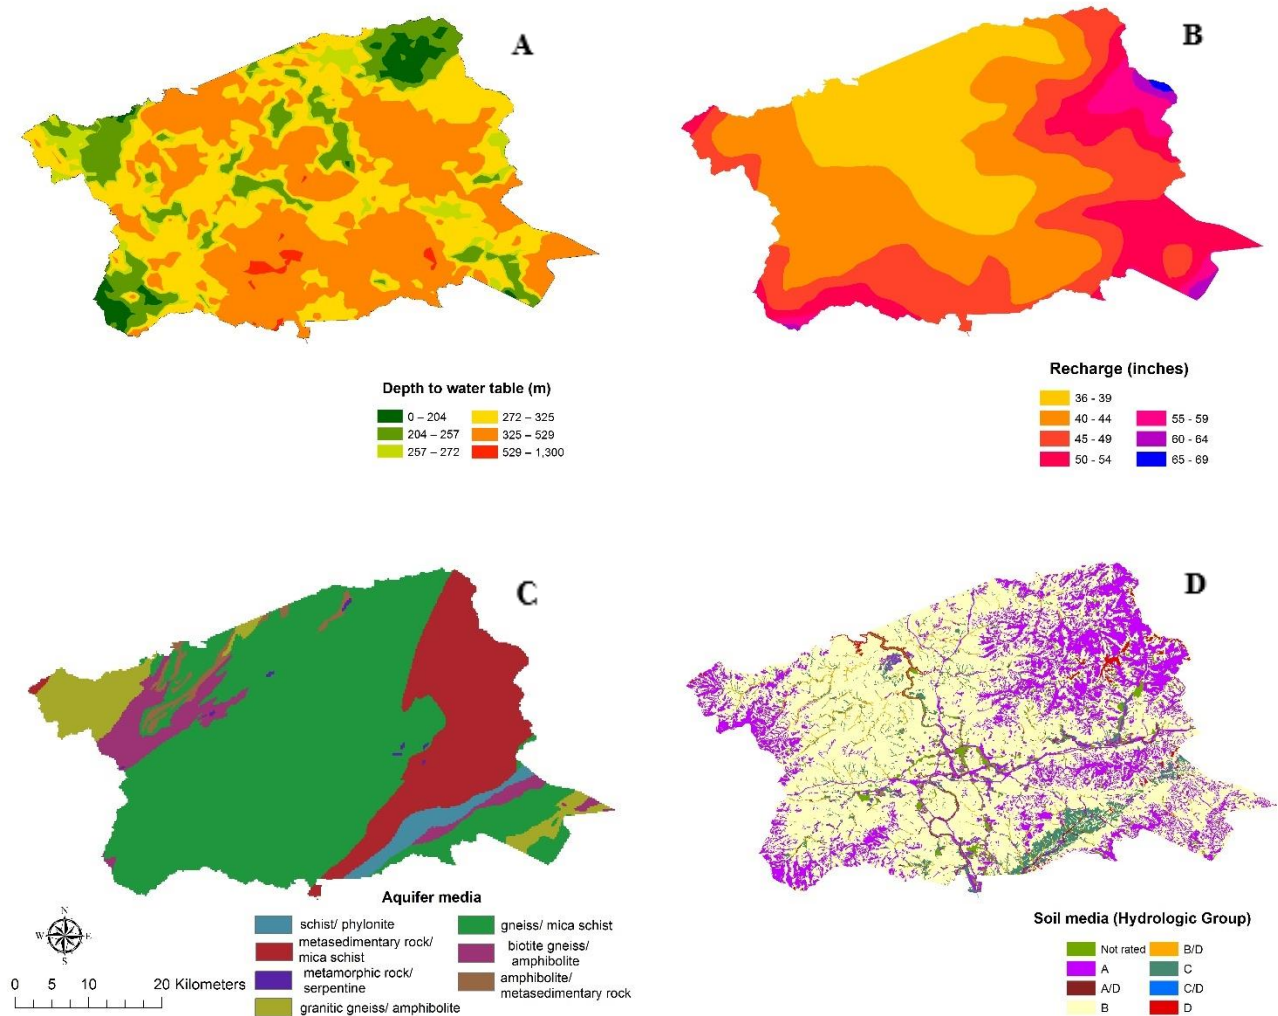 A
B
Depth to water table (m)
0 – 204
272 – 325
204 – 257
325 – 529
257 – 272
529 – 1,300
Recharge (inches)
36 - 39
40 - 44
55 - 59
45 - 49
60 - 64
50 - 54
65 - 69
C
D
Aquifer media
schist/ phylonite
gneiss/ mica schist
metasedimentary rock/
mica schist
biotite gneiss/
amphibolite
metamorphic rock/
serpentine
amphibolite/
metasedimentary rock
granitic gneiss/ amphibolite
N
W
E
S
0 5 10 20 Kilometers
Soil media (Hydrologic Group)
Not rated
B/D
A
C
A/D
C/D
B
D